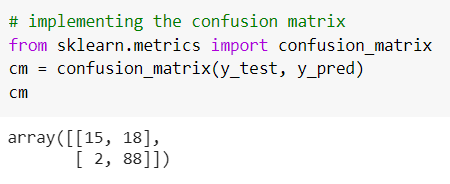 # implementing the confusion matrix
from sklearn.metrics import confusion_matrix
cm = confusion_matrix(y_test, y_pred)
cm
array([[15, 18],
       [ 2, 88]])